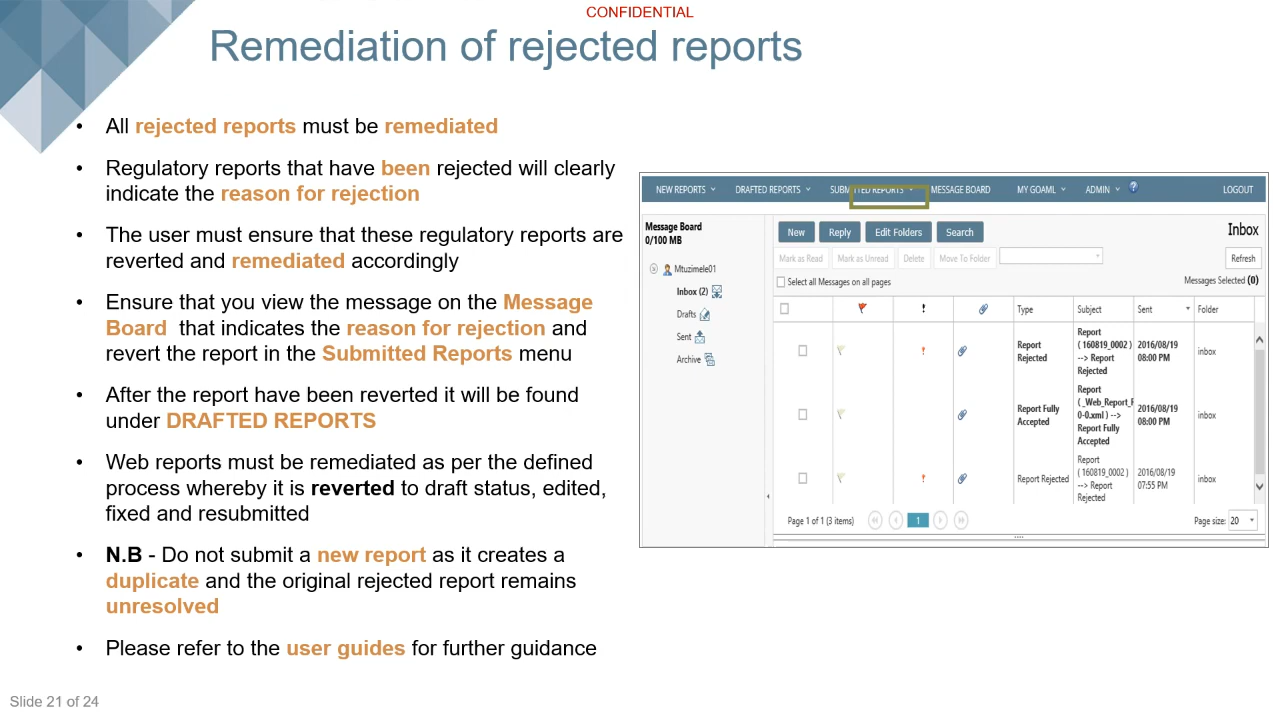 CONFIDENTIAL
Remediation of rejected reports
• All rejected reports must be remediated
• Regulatory reports that have been rejected will clearly
indicate the reason for rejection
• The user must ensure that these regulatory reports are
reverted and remediated accordingly
• Ensure that you view the message on the Message
Board that indicates the reason for rejection and
revert the report in the Submitted Reports menu
• After the report have been reverted it will be found
under DRAFTED REPORTS
• Web reports must be remediated as per the defined
process whereby it is reverted to draft status, edited,
fixed and resubmitted
• N.B - Do not submit a new report as it creates a
duplicate and the original rejected report remains
unresolved
• Please refer to the user guides for further guidance
NEW REPORTS DRAFTED REPORTS SUBMITTED REPORTS MESSAGE BOARD MY GOAML ADMIN LOGOUT
Message Board
0/100 MB
Mtuzimele01
Inbox (2)
Drafts
Sent
Archive
New Reply Edit Folders Search Inbox
Mark as Read Mark as Unread Delete Move To Folder Refresh
Select all Messages on all pages Messages Selected (0)
Type Subject Sent Folder
Report
Rejected
Report
( 160819_0002 )
--> Report
Rejected
2016/08/19
08:00 PM
inbox
Report Fully
Accepted
Report
( _Web_Report_F
0-0.xml ) -->
Report Fully
Accepted
2016/08/19
08:00 PM
inbox
Report Rejected
Report
( 160819_0002 )
--> Report
Rejected
2016/08/19
07:55 PM
inbox
Page 1 of 1 (3 items) 1 Page size: 20
Slide 21 of 24